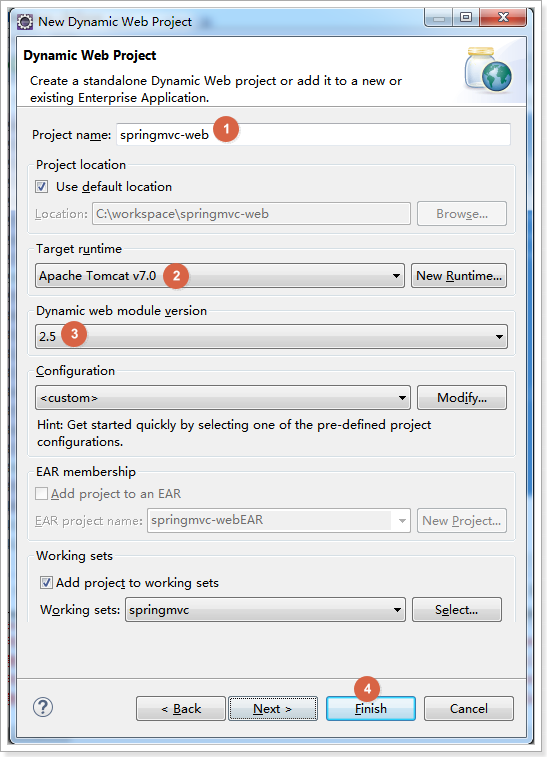 New Dynamic Web Project
Dynamic Web Project
Create a standalone Dynamic Web project or add it to a new or
existing Enterprise Application.
Project name: springmvc-web 1
Project location
Use default location
Location: C:\workspace\springmvc-web Browse...
Target runtime
Apache Tomcat v7.0 2 New Runtime...
Dynamic web module version
2.5 3
Configuration
<custom> Modify...
Hint: Get started quickly by selecting one of the pre-defined project
configurations.
EAR membership
Add project to an EAR
EAR project name: springmvc-webEAR New Project...
Working sets
Add project to working sets
Working sets: springmvc Select...
4
? < Back Next > Finish Cancel